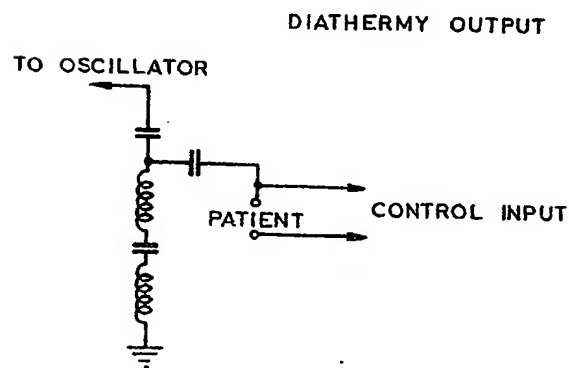 DIATHERMY OUTPUT
TO OSCILLATOR
PATIENT
CONTROL INPUT